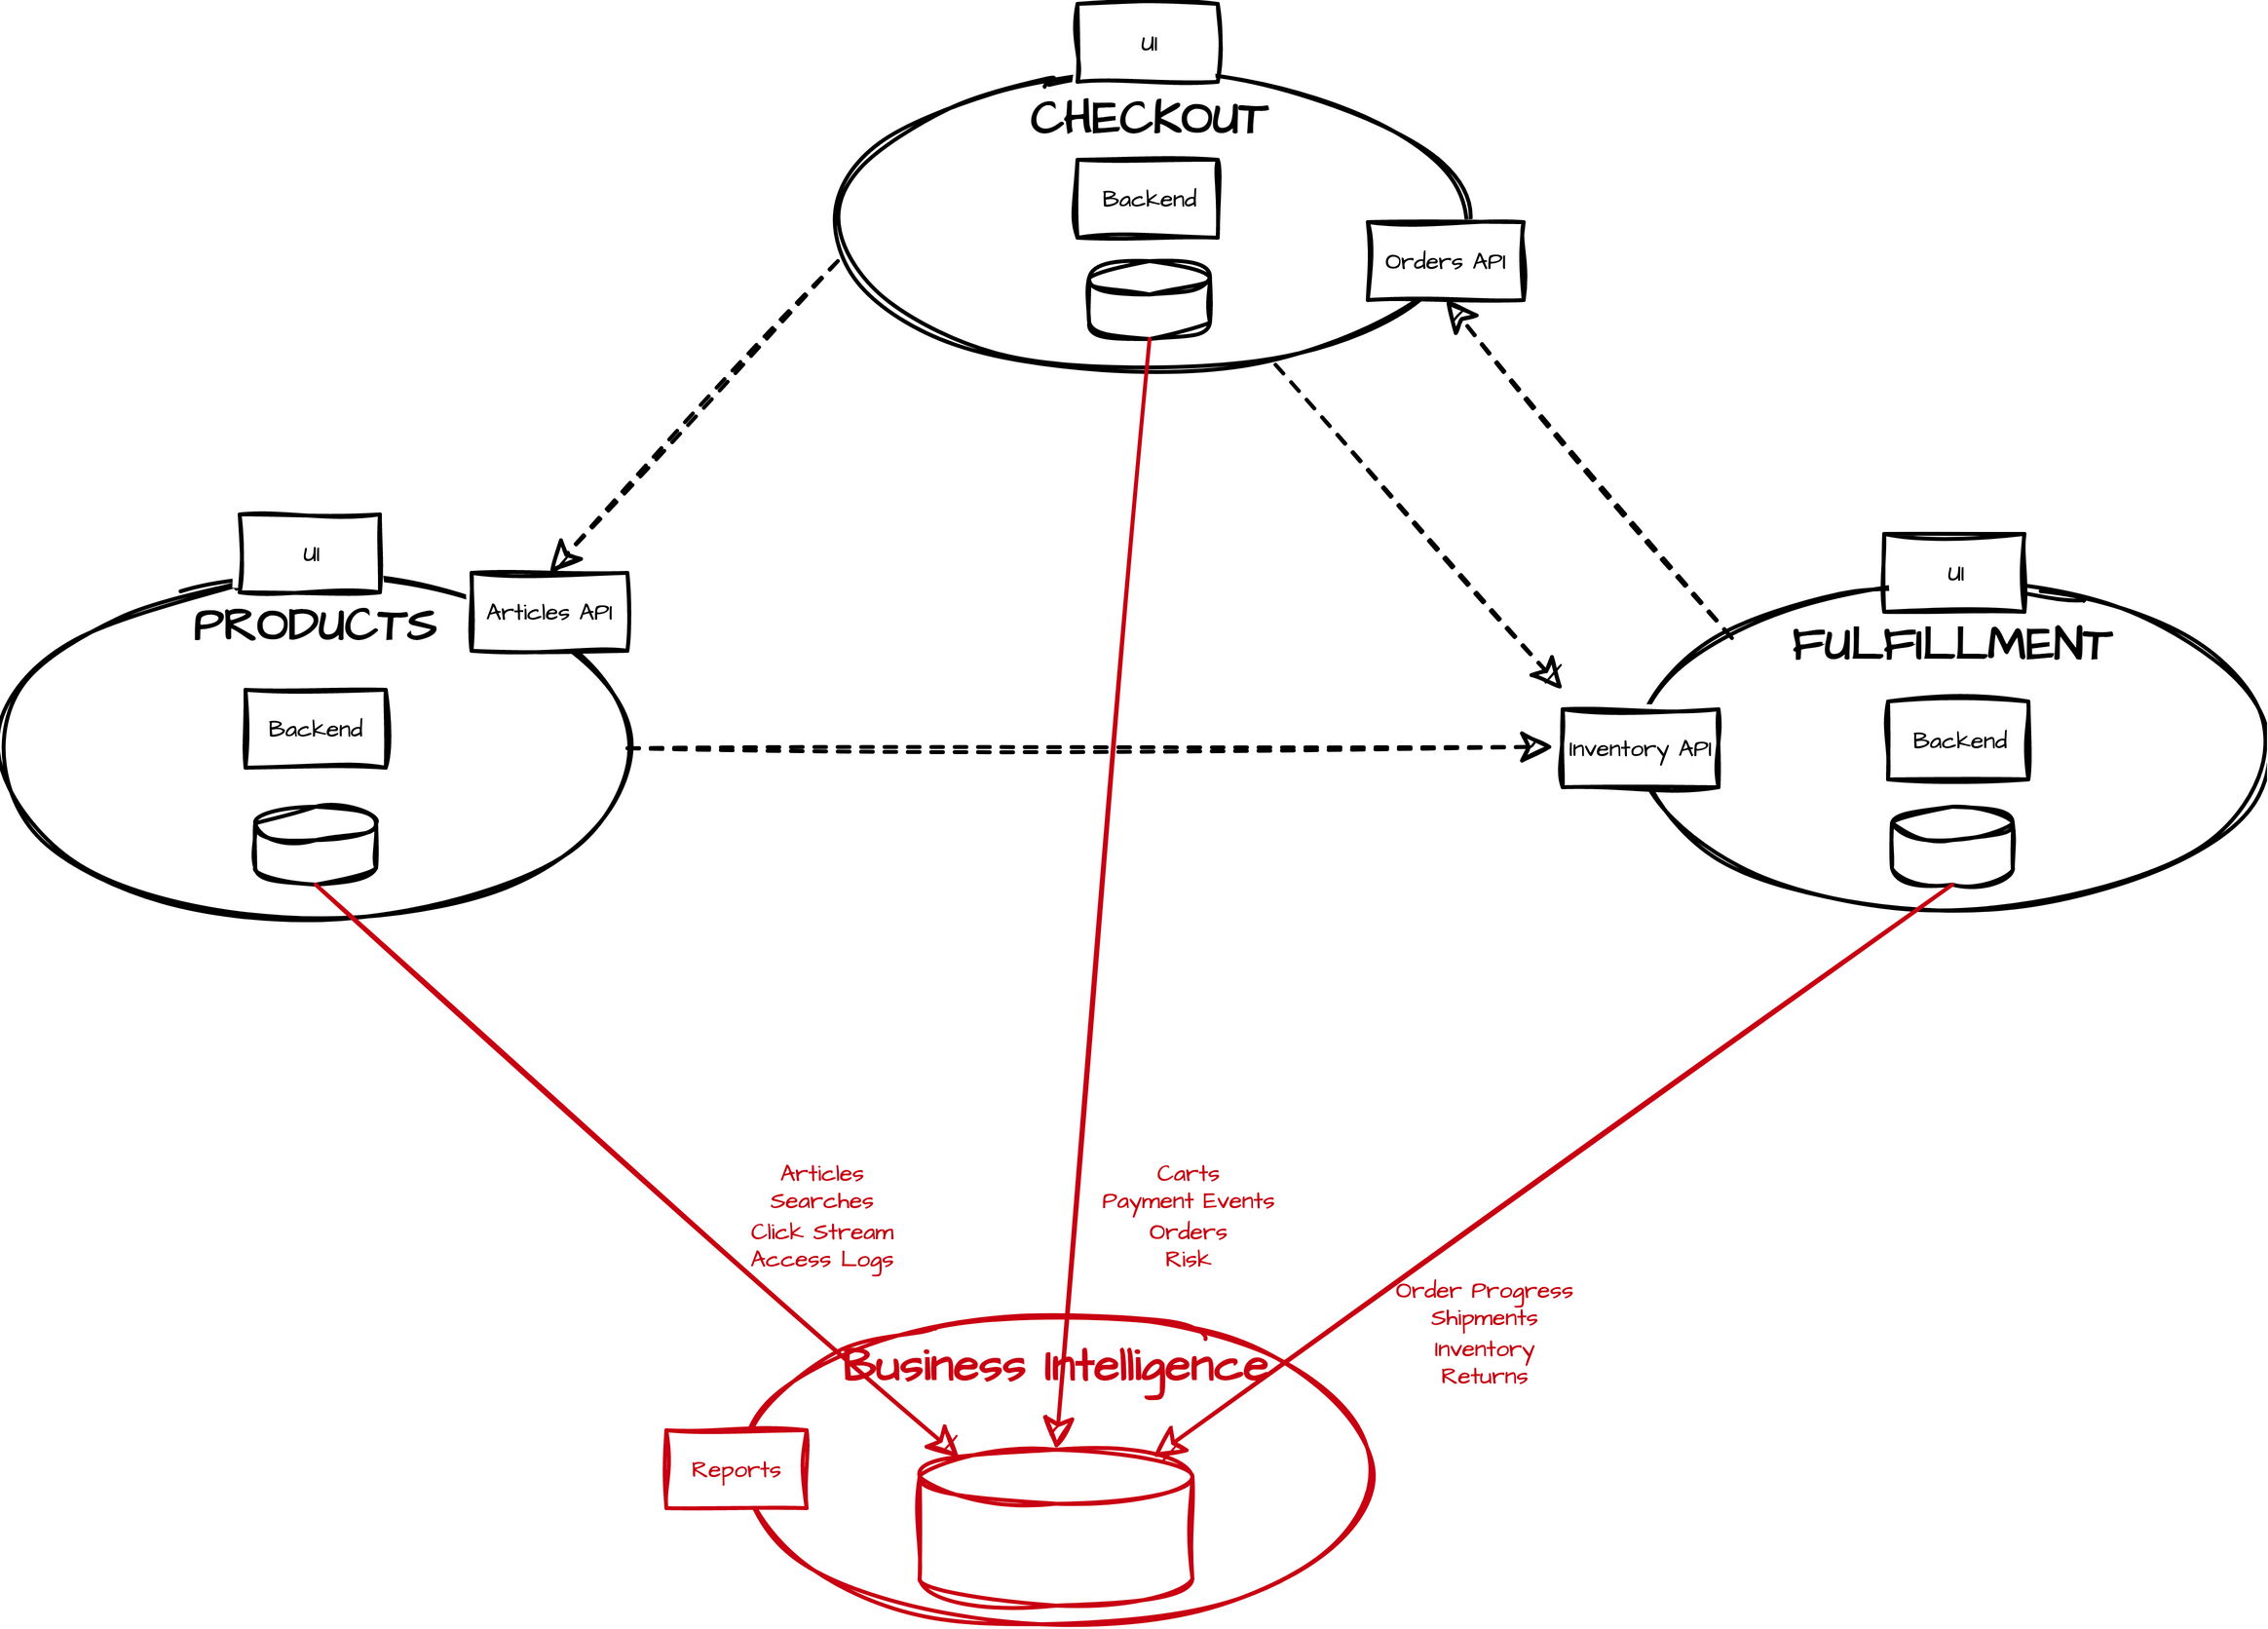 UI
CHECKOUT
Backend
Orders API
UI
PRODUCTS
Articles API
Backend
UI
FULFILLMENT
Inventory API
Backend
Articles
Searches
Click Stream
Access Logs
Carts
Payment Events
Orders
Risk
Order Progress
Shipments
Inventory
Returns
Business Intelligence
Reports